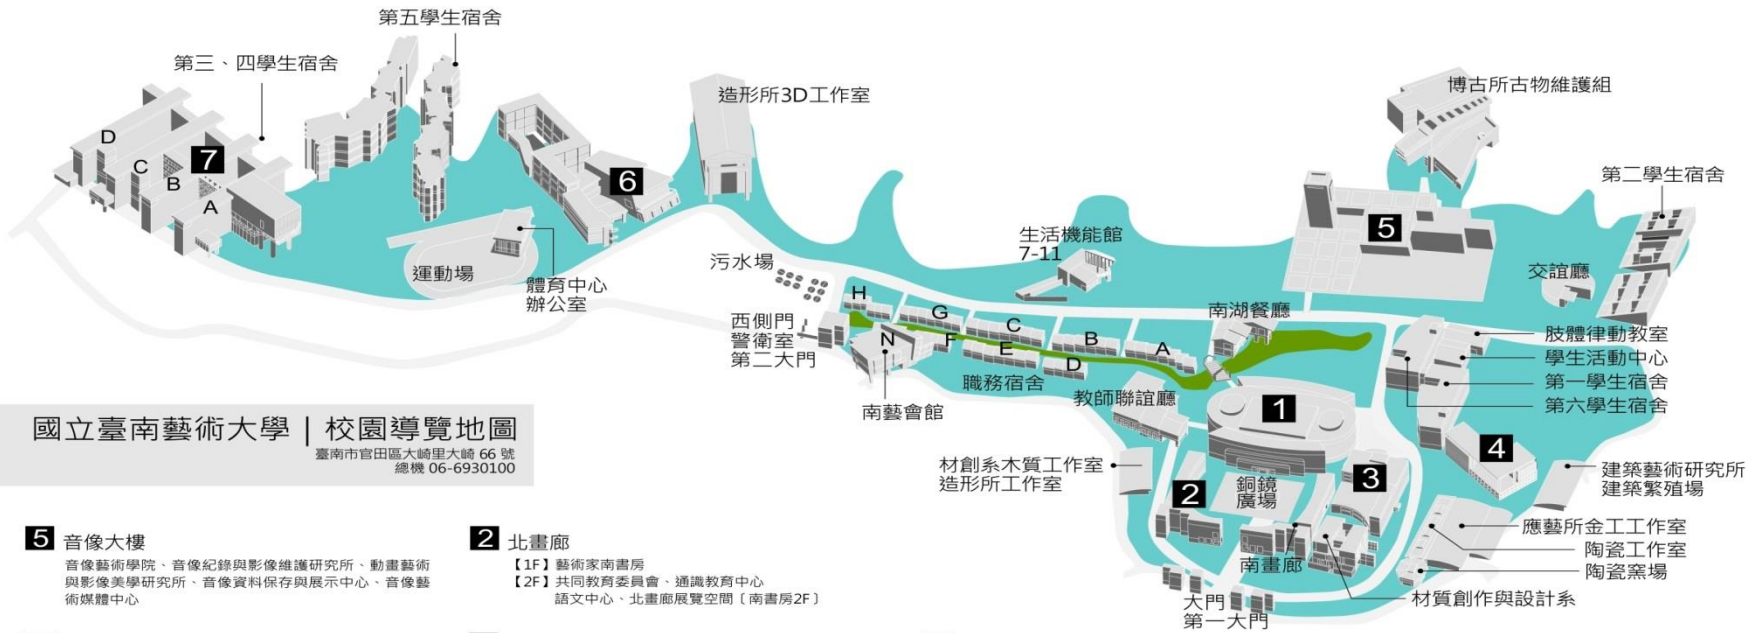 第五學生宿舍
第三、四學生宿舍
D
C
B
A
7
運動場
體育中心
辦公室
6
造形所3D工作室
污水場
西側門
警衛室
第二大門
H
G
C
B
A
N
F
E
D
職務宿舍
南藝會館
生活機能館
7-11
南湖餐廳
教師聯誼廳
博古所古物維護組
5
第二學生宿舍
交誼廳
肢體律動教室
學生活動中心
第一學生宿舍
第六學生宿舍
1
4
3
2
銅鏡
廣場
材創系木質工作室
造形所工作室
南畫廊
大門
第一大門
建築藝術研究所
建築繁殖場
應藝所金工工作室
陶瓷工作室
陶瓷窯場
材質創作與設計系
國立臺南藝術大學｜校園導覽地圖
臺南市官田區大崎里大崎 66 號
總機 06-6930100
5 音像大樓
音像藝術學院、音像紀錄與影像維護研究所、動畫藝術
與影像美學研究所、音像資料保存與展示中心、音像藝
術媒體中心
2 北畫廊
【1F】藝術家南書房
【2F】共同教育委員會、通識教育中心
語文中心、北畫廊展覽空間〔南書房2F〕